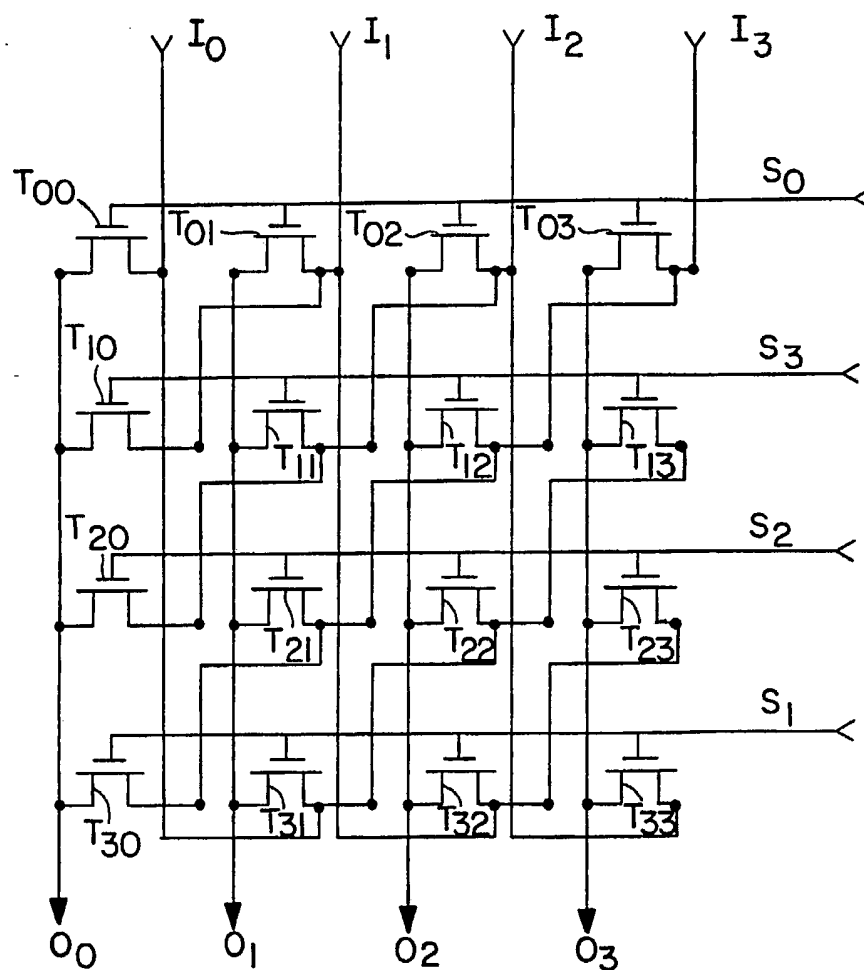 I0 I1 I2 I3
S0
T00 T01 T02 T03
S3
T10
T11 T12 T13
S2
T20
T21 T22 T23
S1
T30 T31 T32 T33
O0 O1 O2 O3